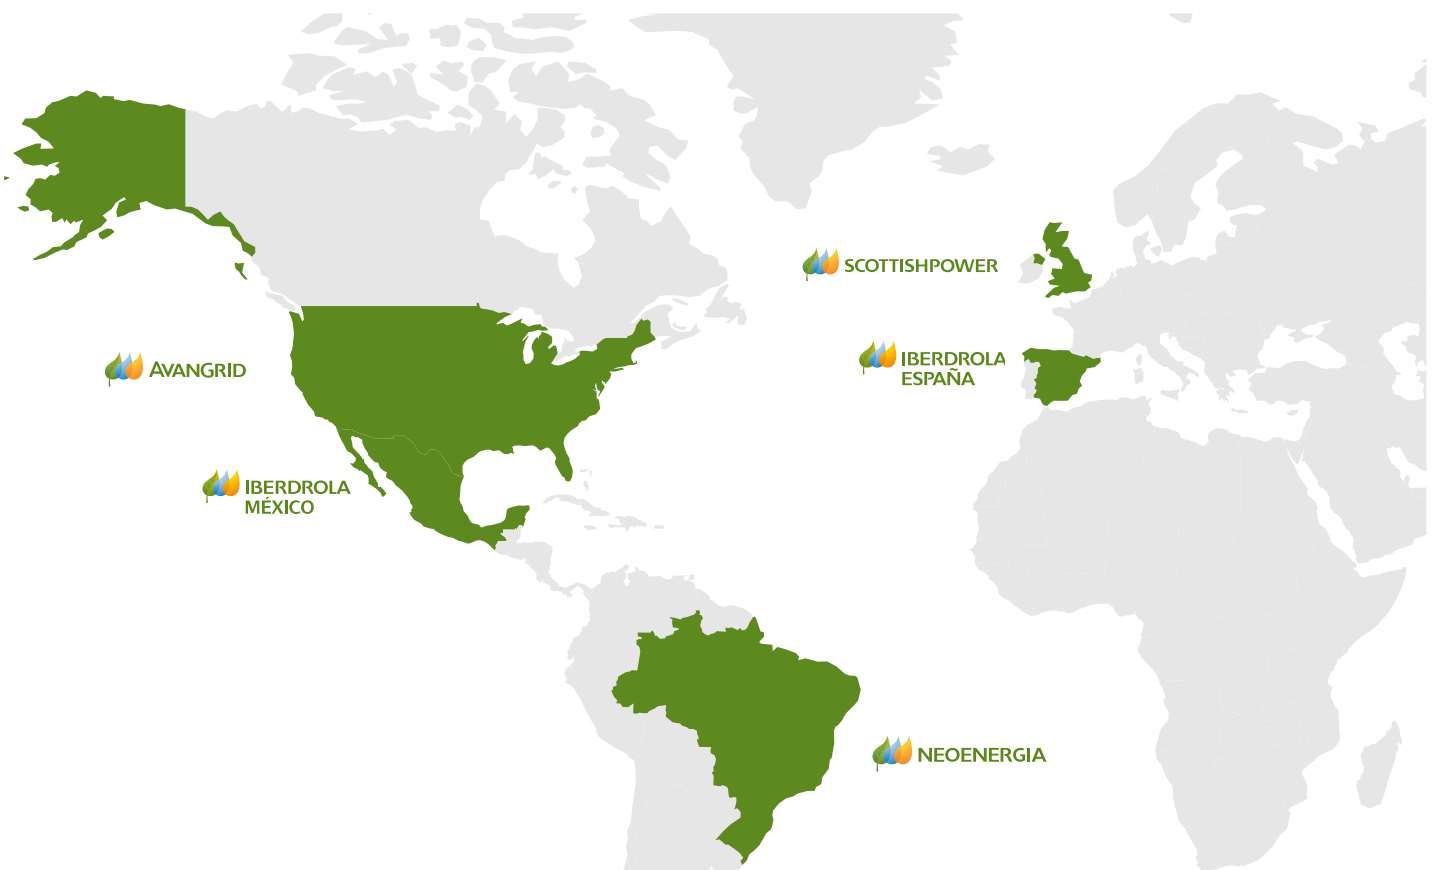 SCOTTISHPOWER
IBERDROLA
ESPAÑA
AVANGRID
IBERDROLA
MÉXICO
NEOENERGIA